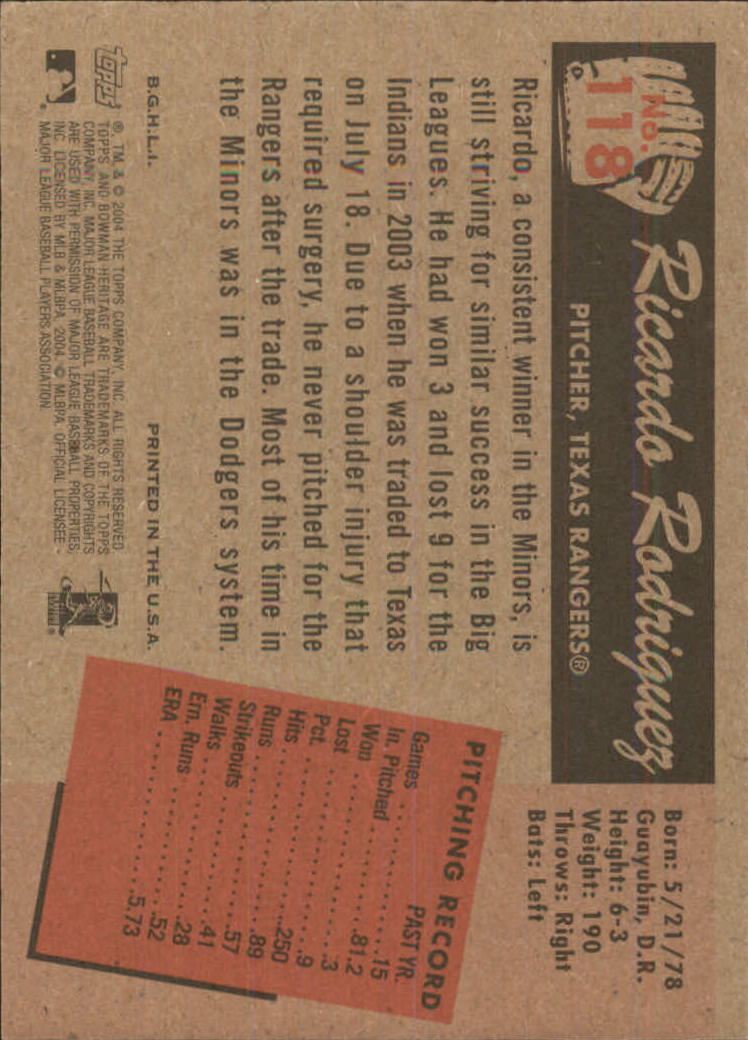 No.
118
Ricardo Rodriguez
PITCHER, TEXAS RANGERS®
Born: 5/21/78
Guayubin, D.R.
Height: 6-3
Weight: 190
Throws: Right
Bats: Left
Ricardo, a consistent winner in the Minors, is
still striving for similar success in the Big
Leagues. He had won 3 and lost 9 for the
Indians in 2003 when he was traded to Texas
on July 18. Due to a shoulder injury that
required surgery, he never pitched for the
Rangers after the trade. Most of his time in
the Minors was in the Dodgers system.
PITCHING RECORD
PAST YR.
Games ..........15
In. Pitched ..........81.2
Won ..........3
Lost ..........9
Pct. ...........250
Hits ..........89
Runs ..........57
Strikeouts ..........41
Walks ..........28
Ern. Runs ..........52
ERA ..........5.73
B.G.H.L.I. PRINTED IN THE U.S.A.
topps
®, TM, & © 2004 THE TOPPS COMPANY, INC. ALL RIGHTS RESERVED.
TOPPS AND BOWMAN HERITAGE ARE TRADEMARKS OF THE TOPPS
COMPANY, INC. MAJOR LEAGUE BASEBALL TRADEMARKS AND COPYRIGHTS
ARE USED WITH PERMISSION OF MAJOR LEAGUE BASEBALL PROPERTIES,
INC. LICENSED BY MLB & MLBPA, 2004. © MLBPA. OFFICIAL LICENSEE -
MAJOR LEAGUE BASEBALL PLAYERS ASSOCIATION.